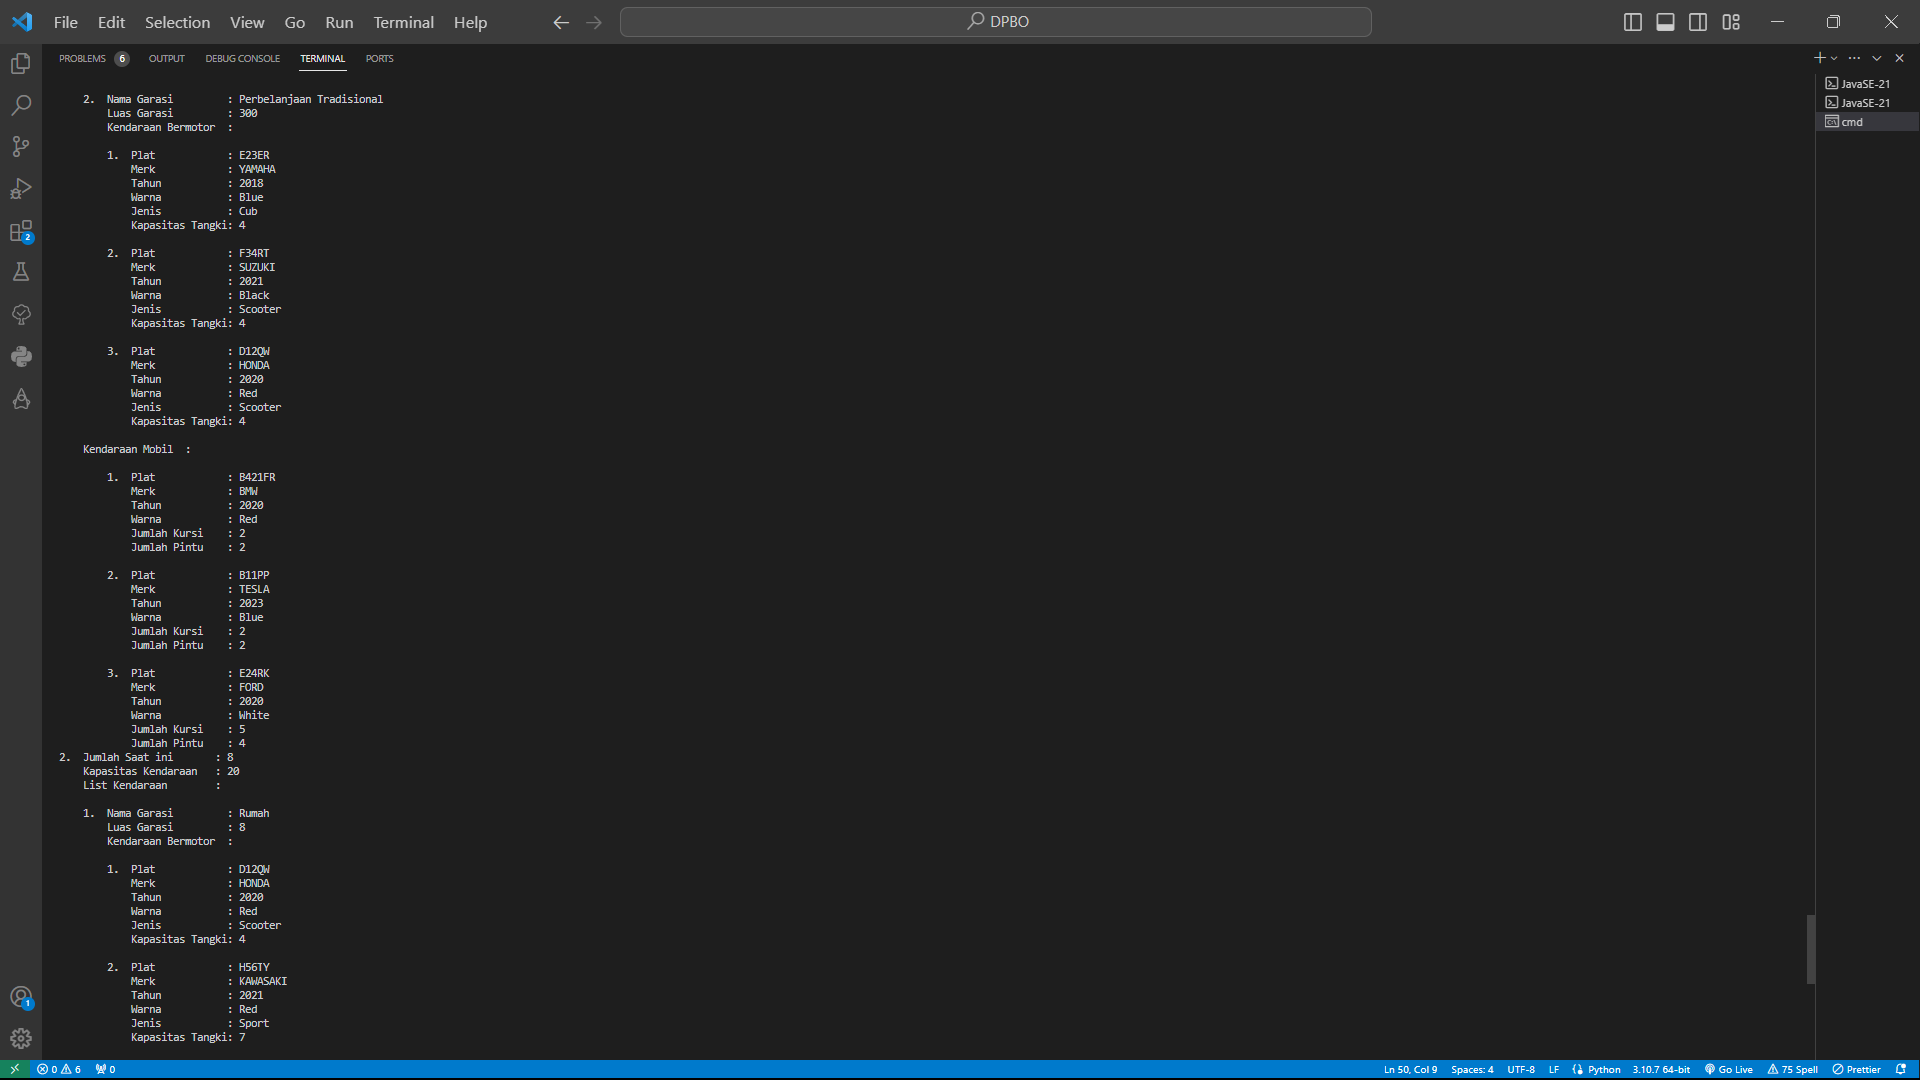 File Edit Selection View Go Run Terminal Help DPBO
PROBLEMS 6 OUTPUT DEBUG CONSOLE TERMINAL PORTS
JavaSE-21
JavaSE-21
cmd
2. Nama Garasi : Perbelanjaan Tradisional
Luas Garasi : 300
Kendaraan Bermotor :
1. Plat : E23ER
Merk : YAMAHA
Tahun : 2018
Warna : Blue
Jenis : Cub
Kapasitas Tangki: 4
2. Plat : F34RT
Merk : SUZUKI
Tahun : 2021
Warna : Black
Jenis : Scooter
Kapasitas Tangki: 4
3. Plat : D12QW
Merk : HONDA
Tahun : 2020
Warna : Red
Jenis : Scooter
Kapasitas Tangki: 4
Kendaraan Mobil :
1. Plat : B421FR
Merk : BMW
Tahun : 2020
Warna : Red
Jumlah Kursi : 2
Jumlah Pintu : 2
2. Plat : B11PP
Merk : TESLA
Tahun : 2023
Warna : Blue
Jumlah Kursi : 2
Jumlah Pintu : 2
3. Plat : E24RK
Merk : FORD
Tahun : 2020
Warna : White
Jumlah Kursi : 5
Jumlah Pintu : 4
2. Jumlah Saat ini : 8
Kapasitas Kendaraan : 20
List Kendaraan :
1. Nama Garasi : Rumah
Luas Garasi : 8
Kendaraan Bermotor :
1. Plat : D12QW
Merk : HONDA
Tahun : 2020
Warna : Red
Jenis : Scooter
Kapasitas Tangki: 4
2. Plat : H56TY
Merk : KAWASAKI
Tahun : 2021
Warna : Red
Jenis : Sport
Kapasitas Tangki: 7
2
1
0 6 0 Ln 50, Col 9 Spaces: 4 UTF-8 LF Python 3.10.7 64-bit Go Live 75 Spell Prettier